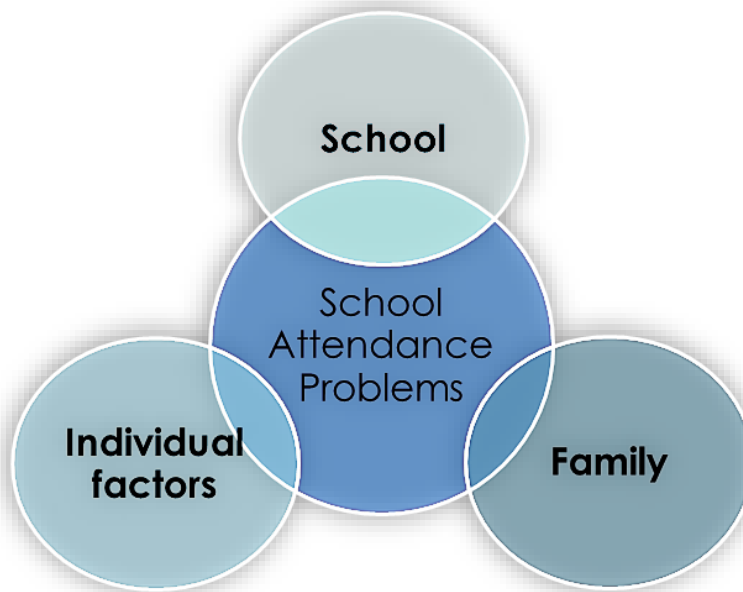 School
School
Attendance
Problems
Individual
factors
Family